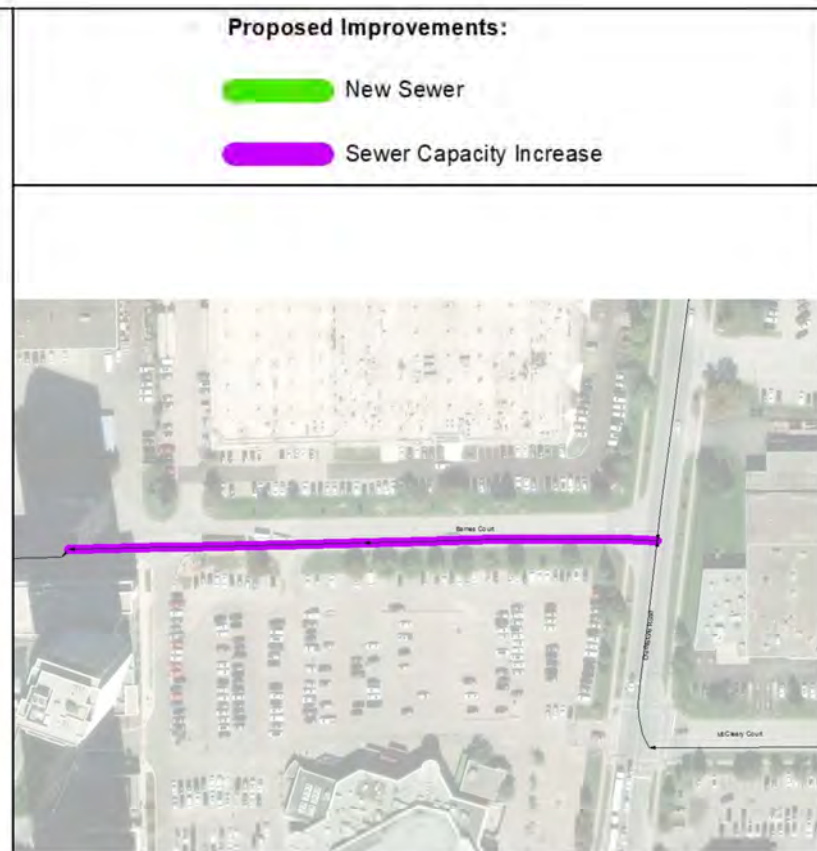 Proposed Improvements:
New Sewer
Sewer Capacity Increase
Barnes Court
McCleary Court